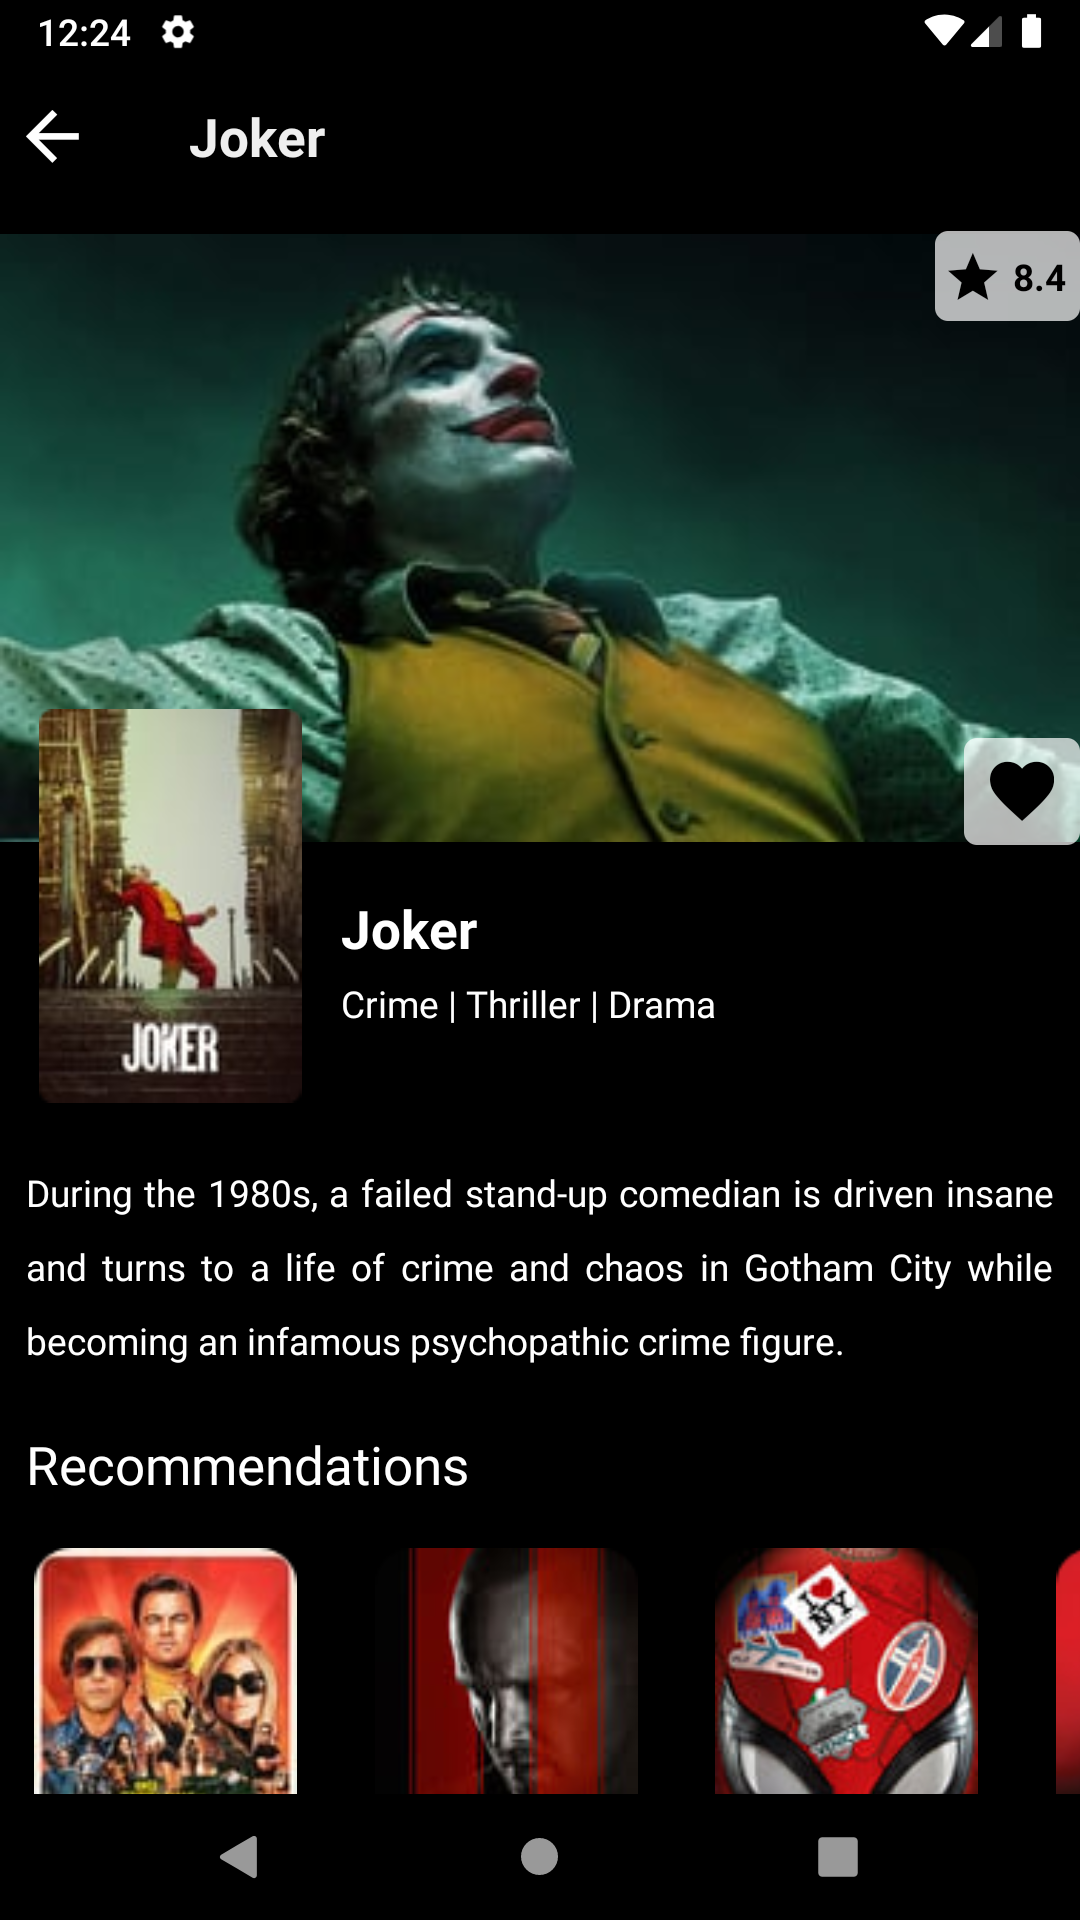 12:24
Joker
8.4
JOKER
Joker
Crime | Thriller | Drama
During the 1980s, a failed stand-up comedian is driven insane
and turns to a life of crime and chaos in Gotham City while
becoming an infamous psychopathic crime figure.
Recommendations
I ♥
NY
VENICE